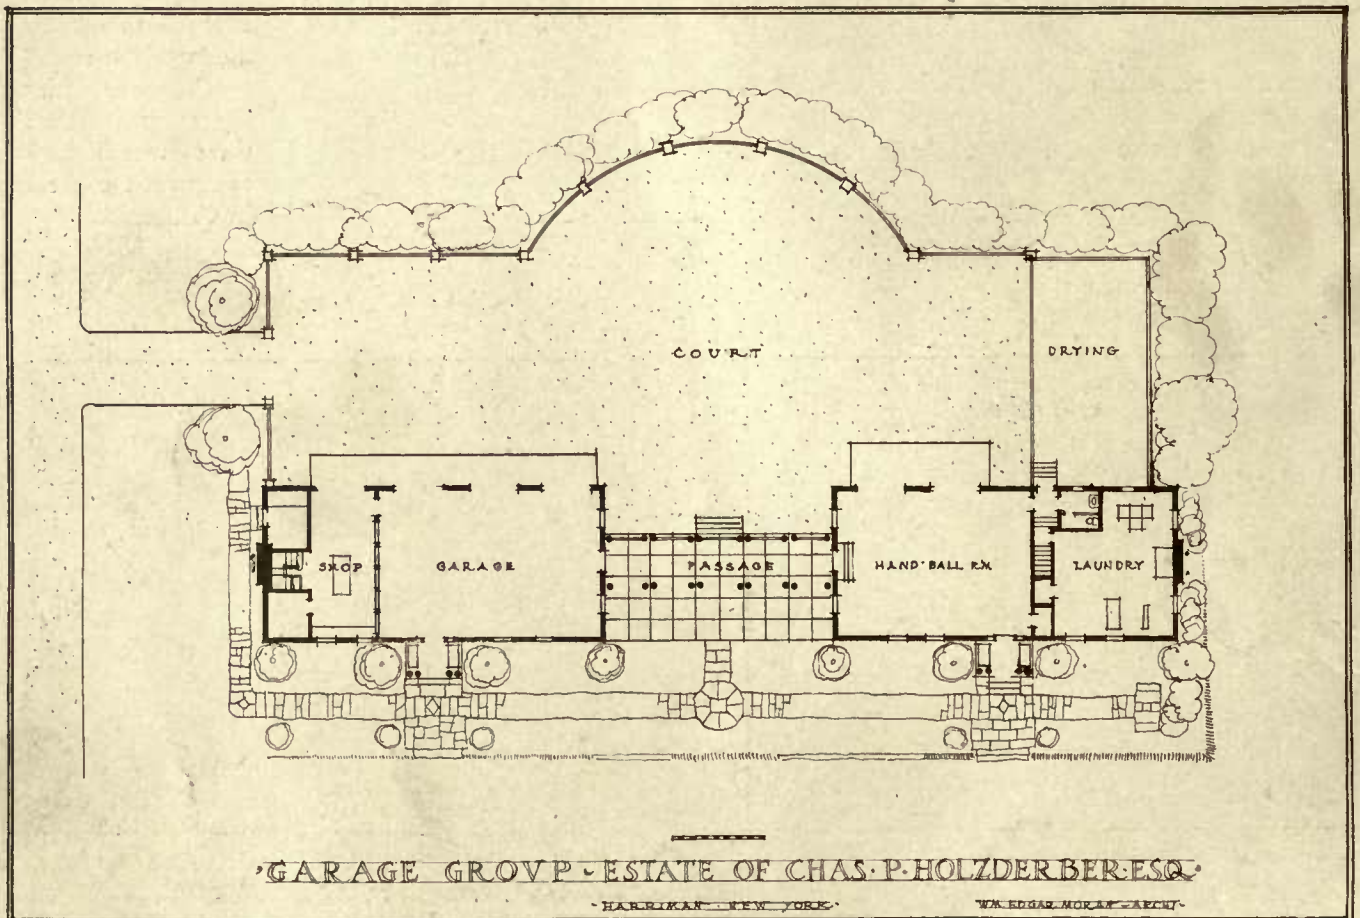 COURT
DRYING
SHOP
GARAGE
PASSAGE
HAND·BALL RM
LAUNDRY
·GARAGE GROVP - ESTATE OF CHAS·P·HOLZDERBER·ESQ·
·HARRIMAN · NEW YORK·
WM EDGAR MORAN - ARCHT·